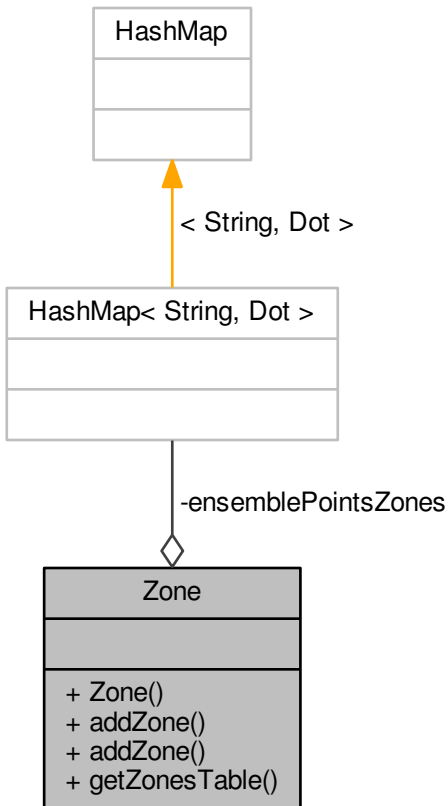 HashMap
< String, Dot >
HashMap< String, Dot >
-ensemblePointsZones
Zone
+ Zone()
+ addZone()
+ addZone()
+ getZonesTable()